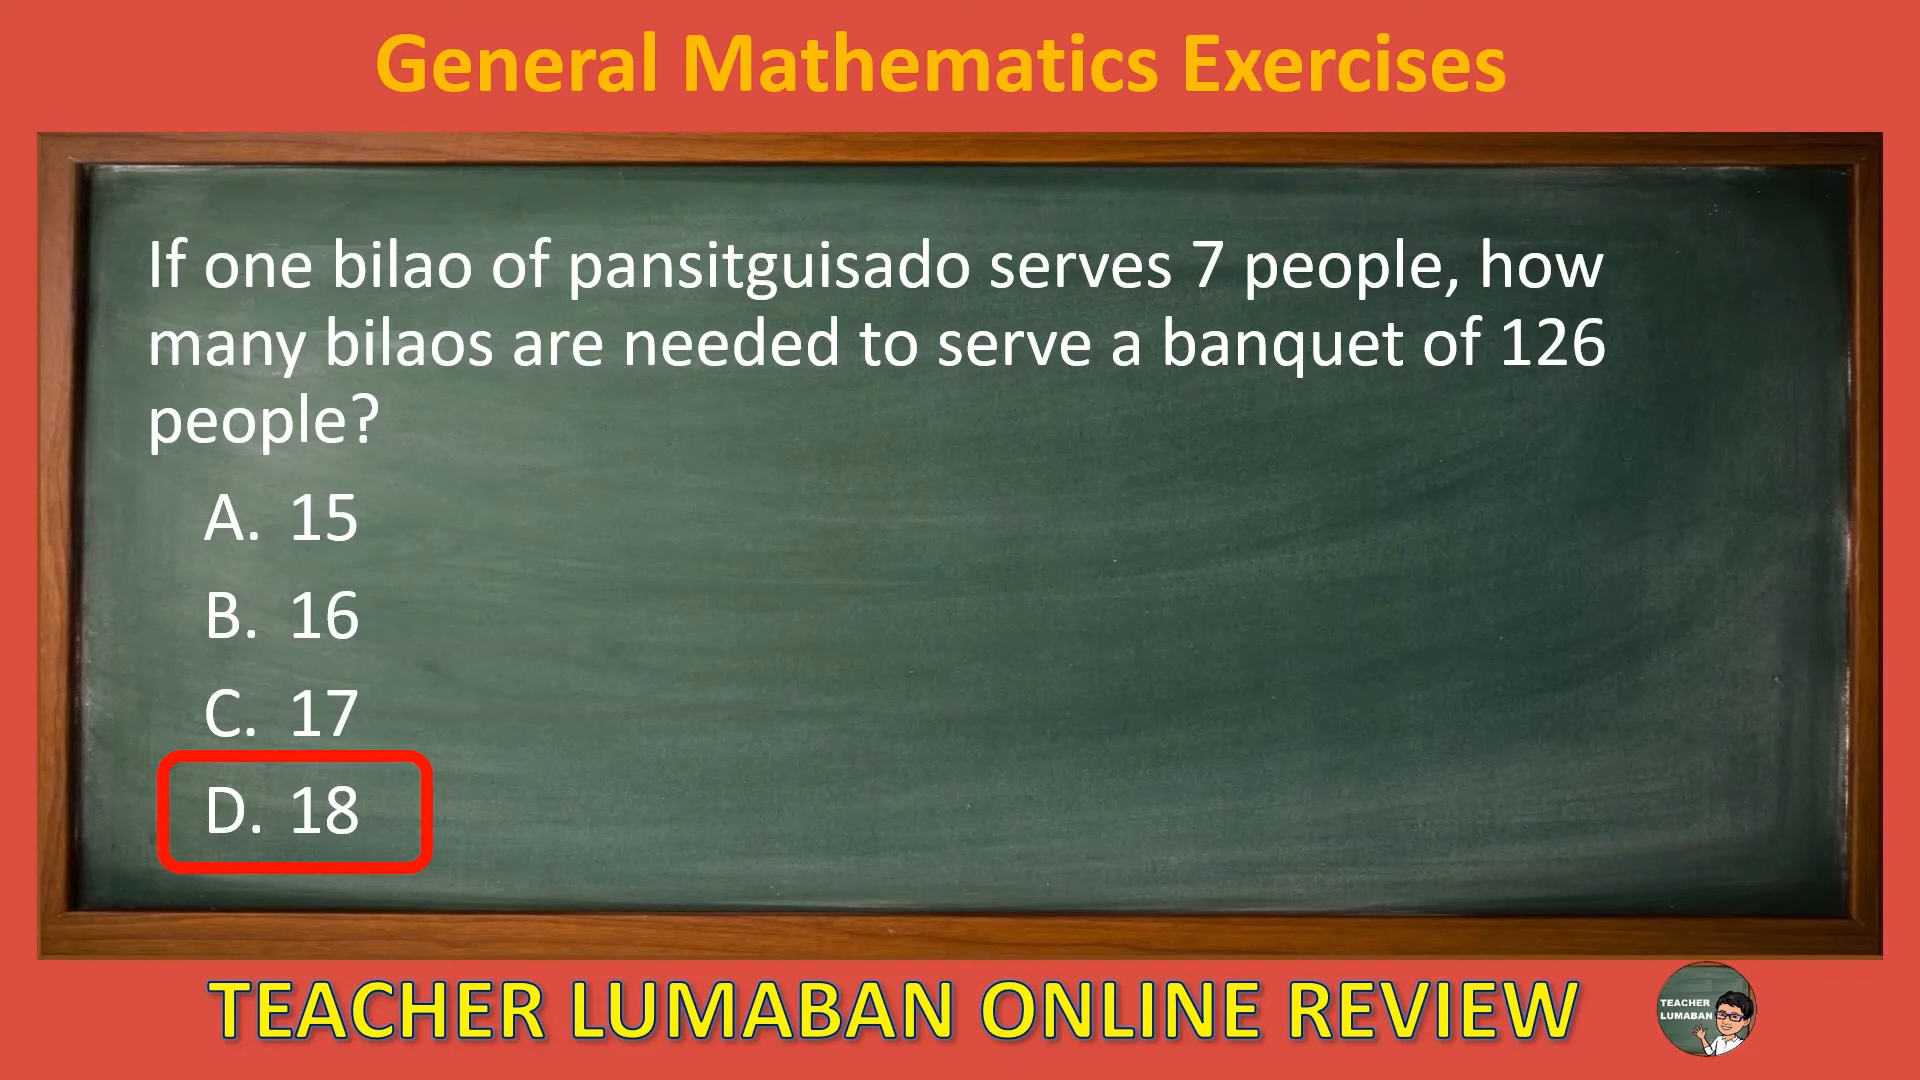 General Mathematics Exercises
If one bilao of pansitguisado serves 7 people, how
many bilaos are needed to serve a banquet of 126
people?
A. 15
B. 16
C. 17
D. 18
TEACHER LUMABAN ONLINE REVIEW
TEACHER
LUMABAN